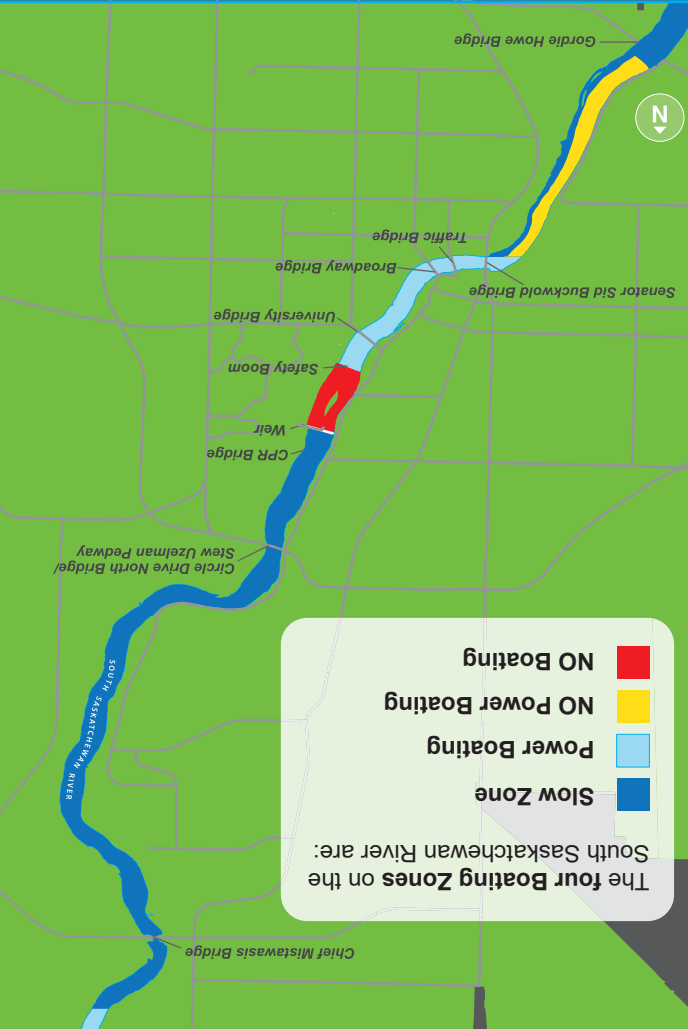 Chief Mistawasis Bridge
The four Boating Zones on the
South Saskatchewan River are:
Slow Zone
Power Boating
NO Power Boating
NO Boating
SOUTH SASKATCHEWAN RIVER
Circle Drive North Bridge/
Stew Uzelman Pedway
CPR Bridge
Weir
Safety Boom
University Bridge
Senator Sid Buckwold Bridge
Broadway Bridge
Traffic Bridge
N
Gordie Howe Bridge